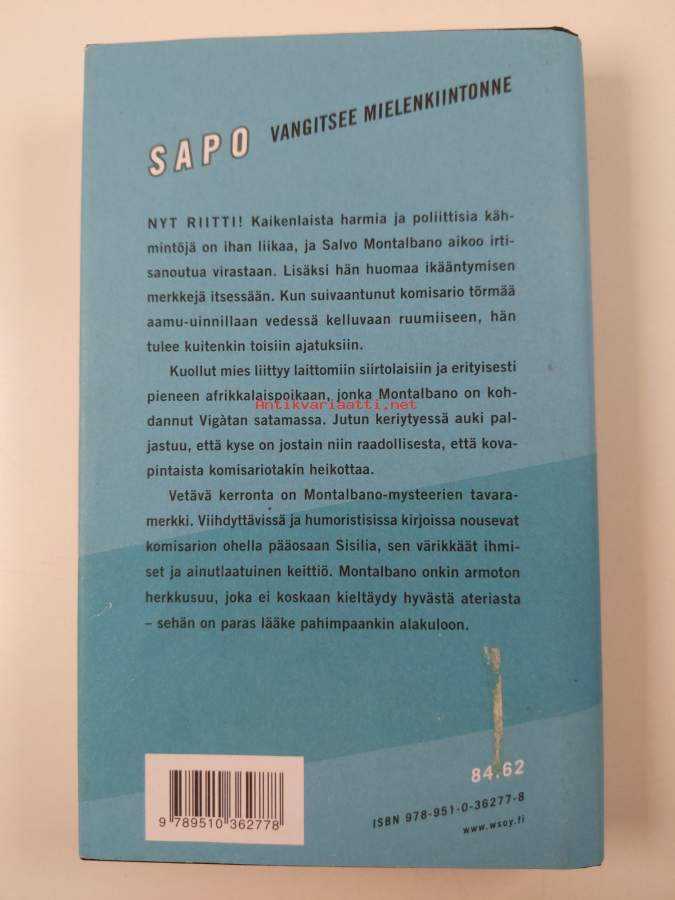 SAPO VANGITSEE MIELENKIINTONNE
NYT RIITTI! Kaikenlaista harmia ja poliittisia käh-
mintöjä on ihan liikaa, ja Salvo Montalbano aikoo irti-
sanoutua virastaan. Lisäksi hän huomaa ikääntymisen
merkkejä itsessään. Kun suivaantunut komisario törmää
aamu-uinnillaan vedessä kelluvaan ruumiiseen, hän
tulee kuitenkin toisiin ajatuksiin.
Kuollut mies liittyy laittomiin siirtolaisiin ja erityisesti
pieneen afrikkalaispoikaan, jonka Montalbano on koh-
dannut Vigàtan satamassa. Jutun keriytyessä auki pal-
jastuu, että kyse on jostain niin raadollisesta, että kova-
pintaista komisariotakin heikottaa.
Vetävä kerronta on Montalbano-mysteerien tavara-
merkki. Viihdyttävissä ja humoristisissa kirjoissa nousevat
komisarion ohella pääosaan Sisilia, sen värikkäät ihmi-
set ja ainutlaatuinen keittiö. Montalbano onkin armoton
herkkusuu, joka ei koskaan kieltäydy hyvästä ateriasta
– sehän on paras lääke pahimpaankin alakuloon.
Antikvariaatti.net
84.62
ISBN 978-951-0-36277-8
www.wsoy.fi
9 789510 362778